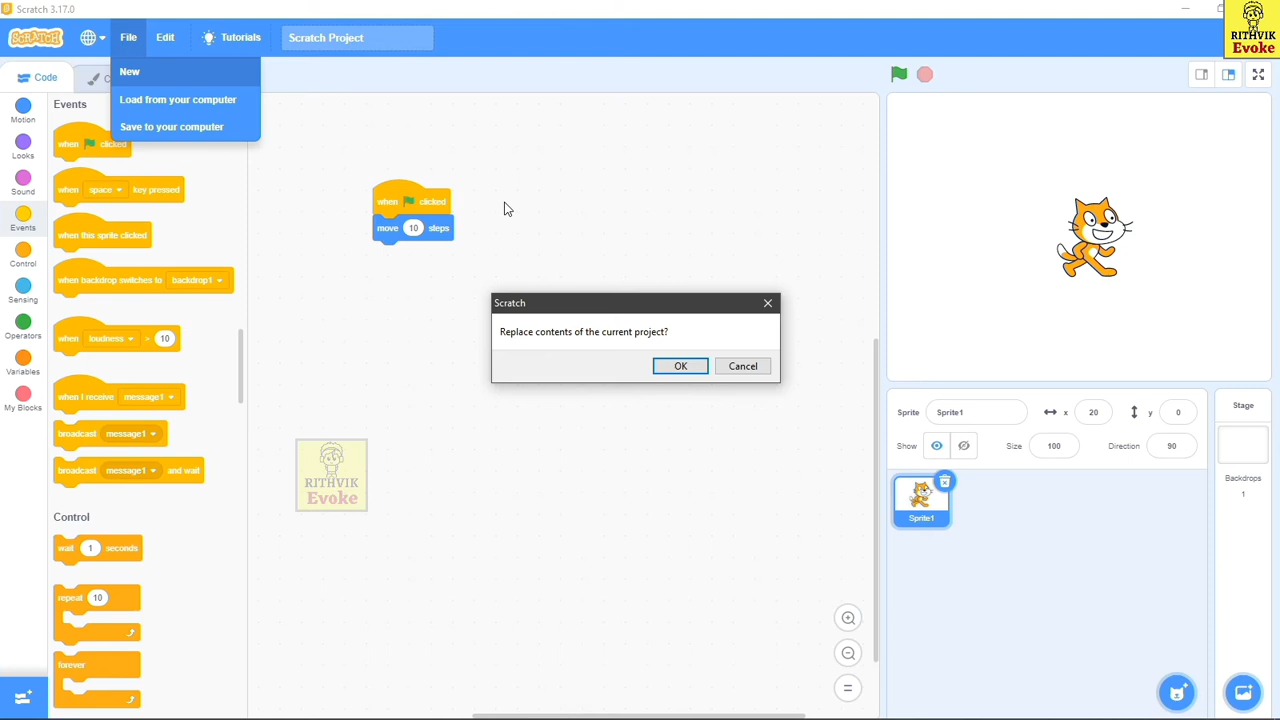 Scratch 3.17.0
SCRATCH
File
Edit
Tutorials
Scratch Project
RITHVIK
Evoke
Code
New
Load from your computer
Save to your computer
Motion
Looks
Sound
Events
Control
Sensing
Operators
Variables
My Blocks
Events
when clicked
when space key pressed
when this sprite clicked
when backdrop switches to backdrop1
when loudness > 10
when I receive message1
broadcast message1
broadcast message1 and wait
Control
wait 1 seconds
repeat 10
forever
when clicked
move 10 steps
Scratch
Replace contents of the current project?
OK
Cancel
RITHVIK
Evoke
Sprite
Sprite1
x
20
y
0
Show
Size
100
Direction
90
Sprite1
Stage
Backdrops
1